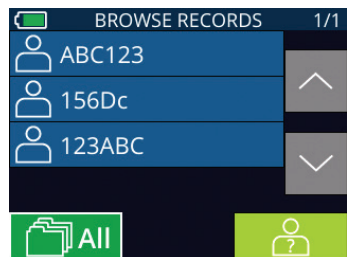 BROWSE RECORDS 1/1
ABC123
156Dc
123ABC
All ?